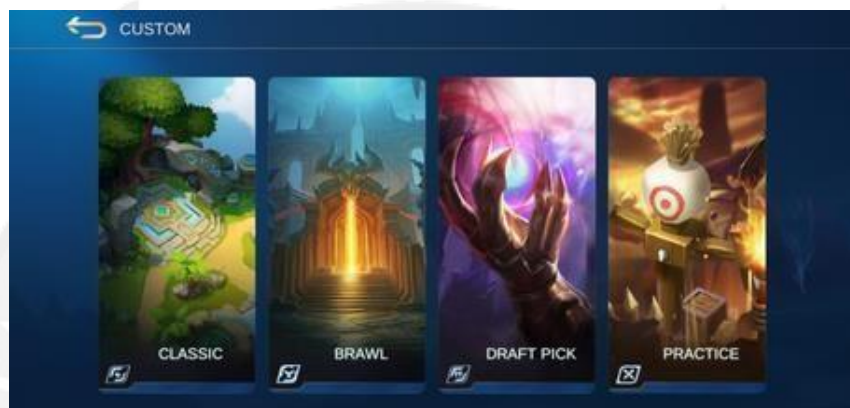 CUSTOM
CLASSIC
BRAWL
DRAFT PICK
PRACTICE